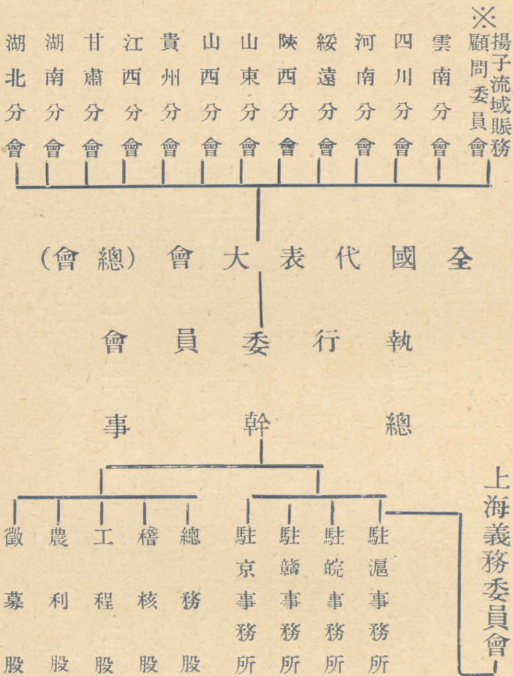 ※揚子流域賑務
顧問委員會
雲南分會
四川分會
河南分會
綏遠分會
陝西分會
山東分會
山西分會
貴州分會
江西分會
甘肅分會
湖南分會
湖北分會
全國代表大會(總會)
執行委員會
總幹事
上海義務委員會
駐滬事務所
駐皖事務所
駐贛事務所
駐京事務所
總務股
稽核股
工程股
農利股
徵募股